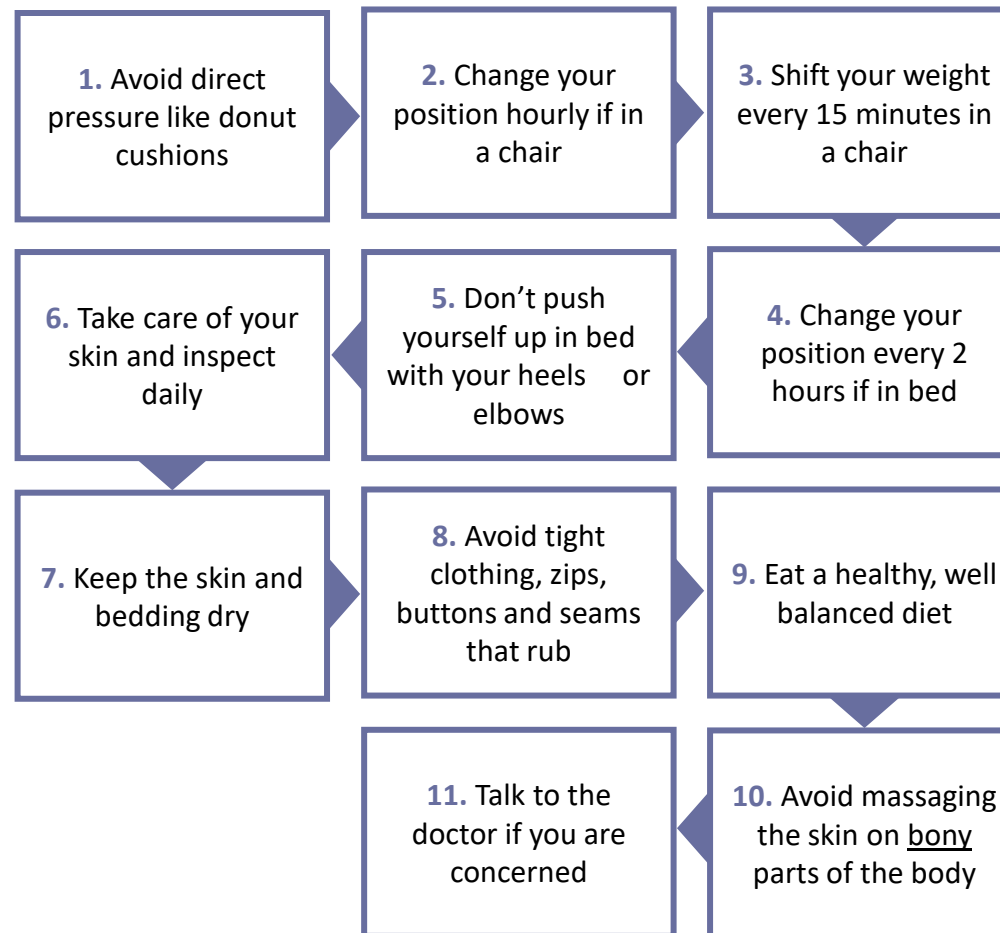 1. Avoid direct
pressure like donut
cushions
2. Change your
position hourly if in
a chair
3. Shift your weight
every 15 minutes in
a chair
4. Change your
position every 2
hours if in bed
5. Don’t push
yourself up in bed
with your heels or
elbows
6. Take care of your
skin and inspect
daily
7. Keep the skin and
bedding dry
8. Avoid tight
clothing, zips,
buttons and seams
that rub
9. Eat a healthy, well
balanced diet
10. Avoid massaging
the skin on bony
parts of the body
11. Talk to the
doctor if you are
concerned